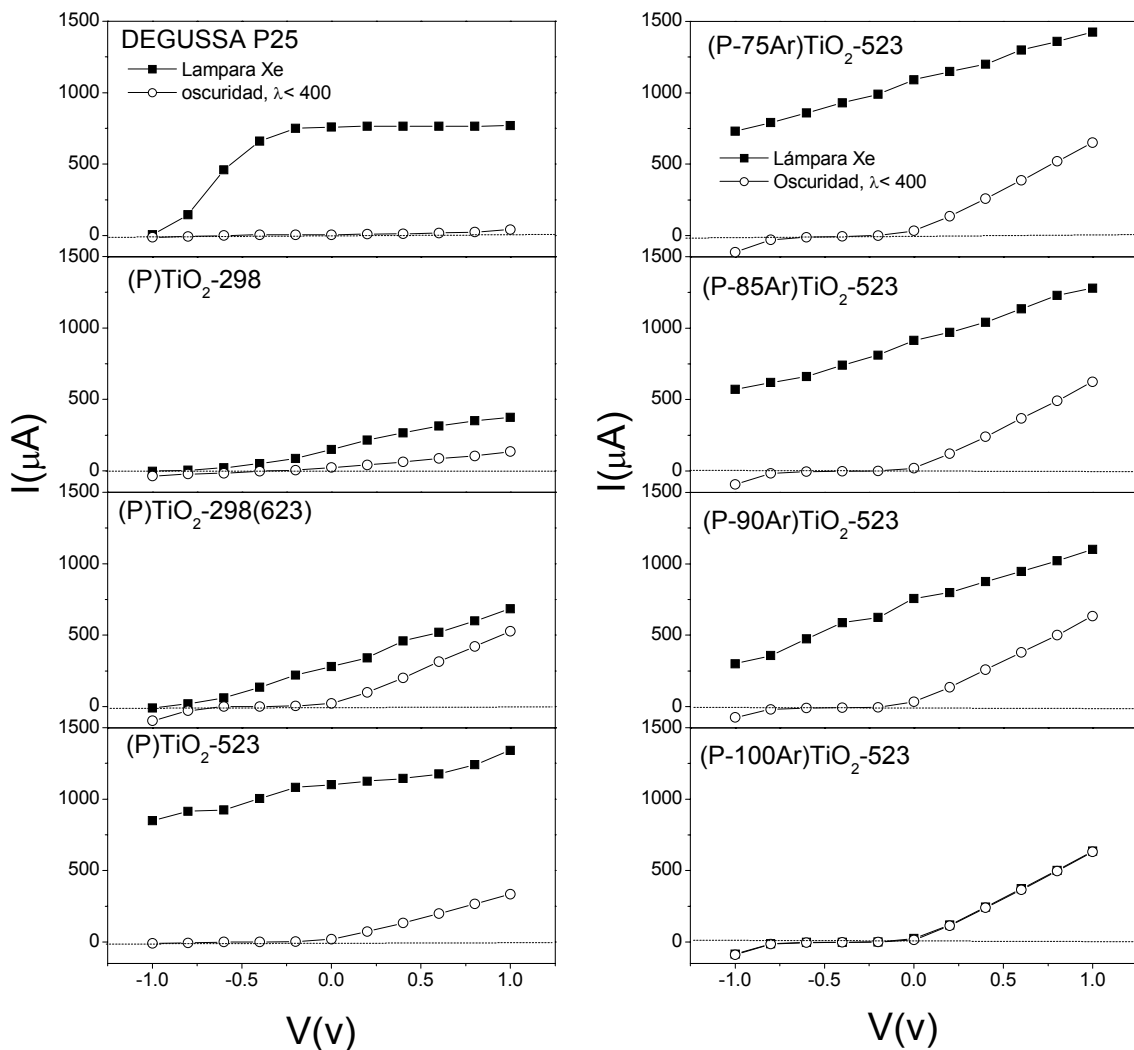 DEGUSSA P25
Lampara Xe
oscuridad, λ< 400
1500
1000
500
0
(P)TiO2-298
1500
1000
500
0
(P)TiO2-298(623)
1500
1000
500
0
(P)TiO2-523
1500
1000
500
0
I(μA)
-1.0 -0.5 0.0 0.5 1.0
V(v)
(P-75Ar)TiO2-523
Lámpara Xe
Oscuridad, λ< 400
1500
1000
500
0
(P-85Ar)TiO2-523
1500
1000
500
0
(P-90Ar)TiO2-523
1500
1000
500
0
(P-100Ar)TiO2-523
1500
1000
500
0
I(μA)
-1.0 -0.5 0.0 0.5 1.0
V(v)